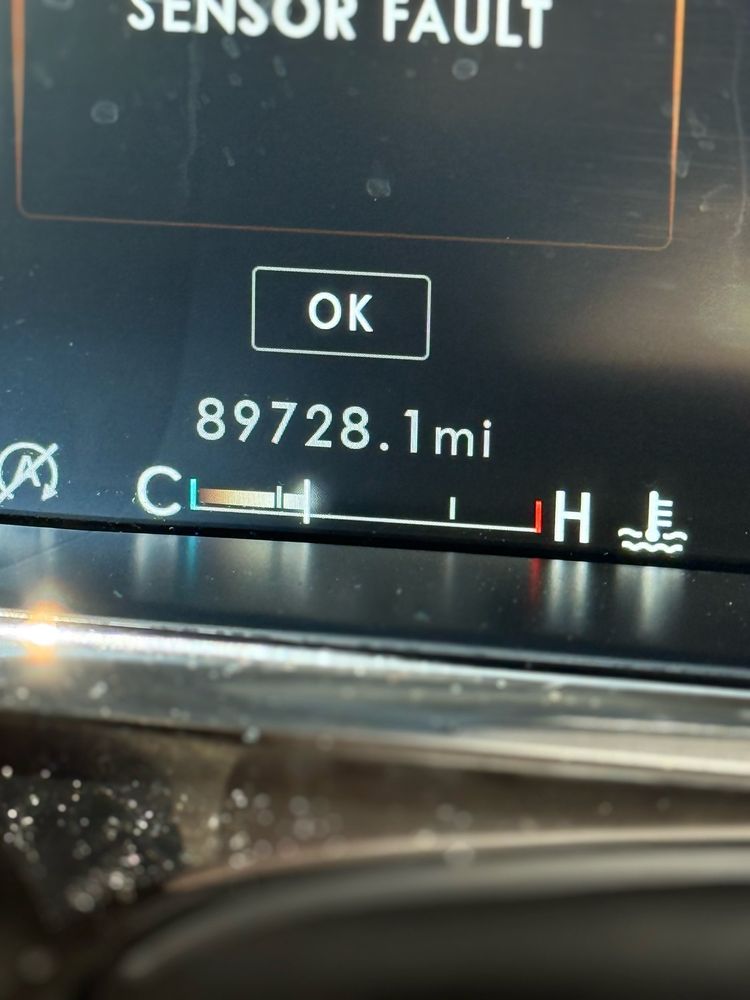 SENSOR FAULT
OK
89728.1mi
A
C H